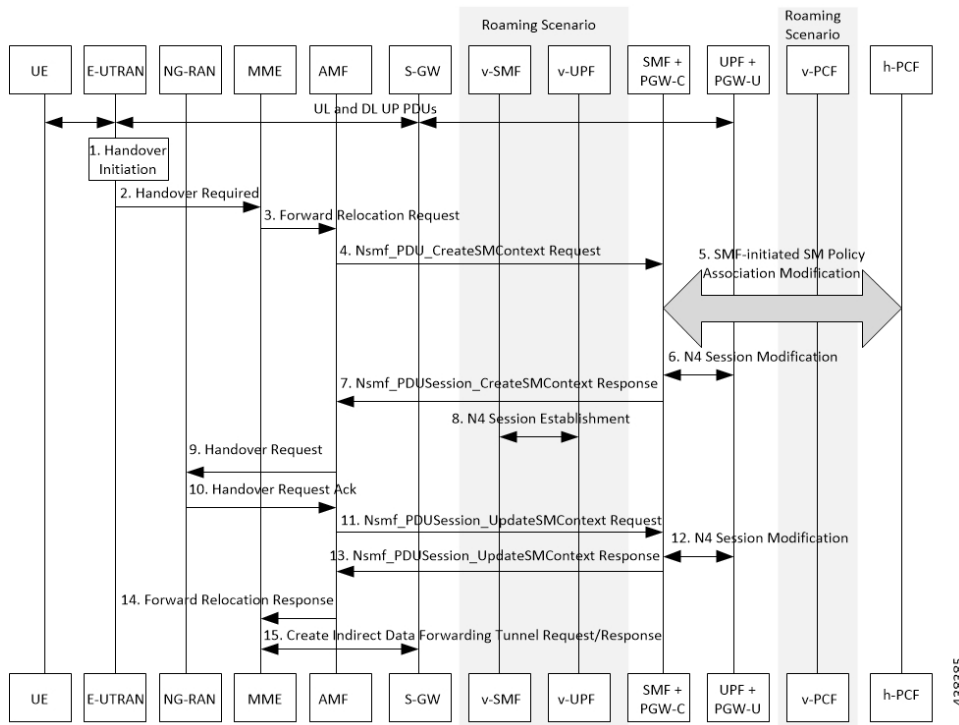 Roaming Scenario
Roaming
Scenario
UE
E-UTRAN
NG-RAN
MME
AMF
S-GW
v-SMF
v-UPF
SMF +
PGW-C
UPF +
PGW-U
v-PCF
h-PCF
UL and DL UP PDUs
1. Handover
Initiation
2. Handover Required
3. Forward Relocation Request
4. Nsmf_PDU_CreateSMContext Request
5. SMF-initiated SM Policy
Association Modification
6. N4 Session Modification
7. Nsmf_PDUSession_CreateSMContext Response
8. N4 Session Establishment
9. Handover Request
10. Handover Request Ack
11. Nsmf_PDUSession_UpdateSMContext Request
12. N4 Session Modification
13. Nsmf_PDUSession_UpdateSMContext Response
14. Forward Relocation Response
15. Create Indirect Data Forwarding Tunnel Request/Response
UE
E-UTRAN
NG-RAN
MME
AMF
S-GW
v-SMF
v-UPF
SMF +
PGW-C
UPF +
PGW-U
v-PCF
h-PCF
438385